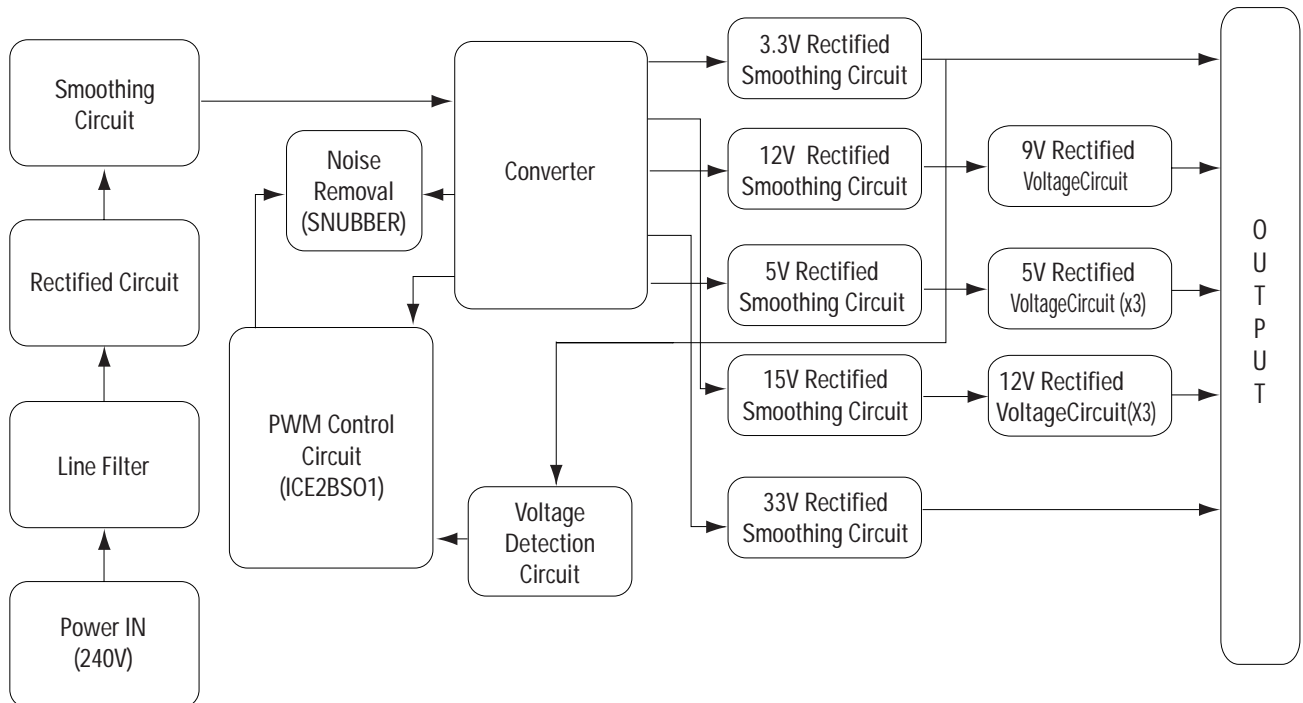 Smoothing
Circuit
Rectified Circuit
Line Filter
Power IN
(240V)
Noise
Removal
(SNUBBER)
PWM Control
Circuit
(ICE2BSO1)
Converter
Voltage
Detection
Circuit
3.3V Rectified
Smoothing Circuit
12V Rectified
Smoothing Circuit
5V Rectified
Smoothing Circuit
15V Rectified
Smoothing Circuit
33V Rectified
Smoothing Circuit
9V Rectified
VoltageCircuit
5V Rectified
VoltageCircuit (x3)
12V Rectified
VoltageCircuit(X3)
O
U
T
P
U
T